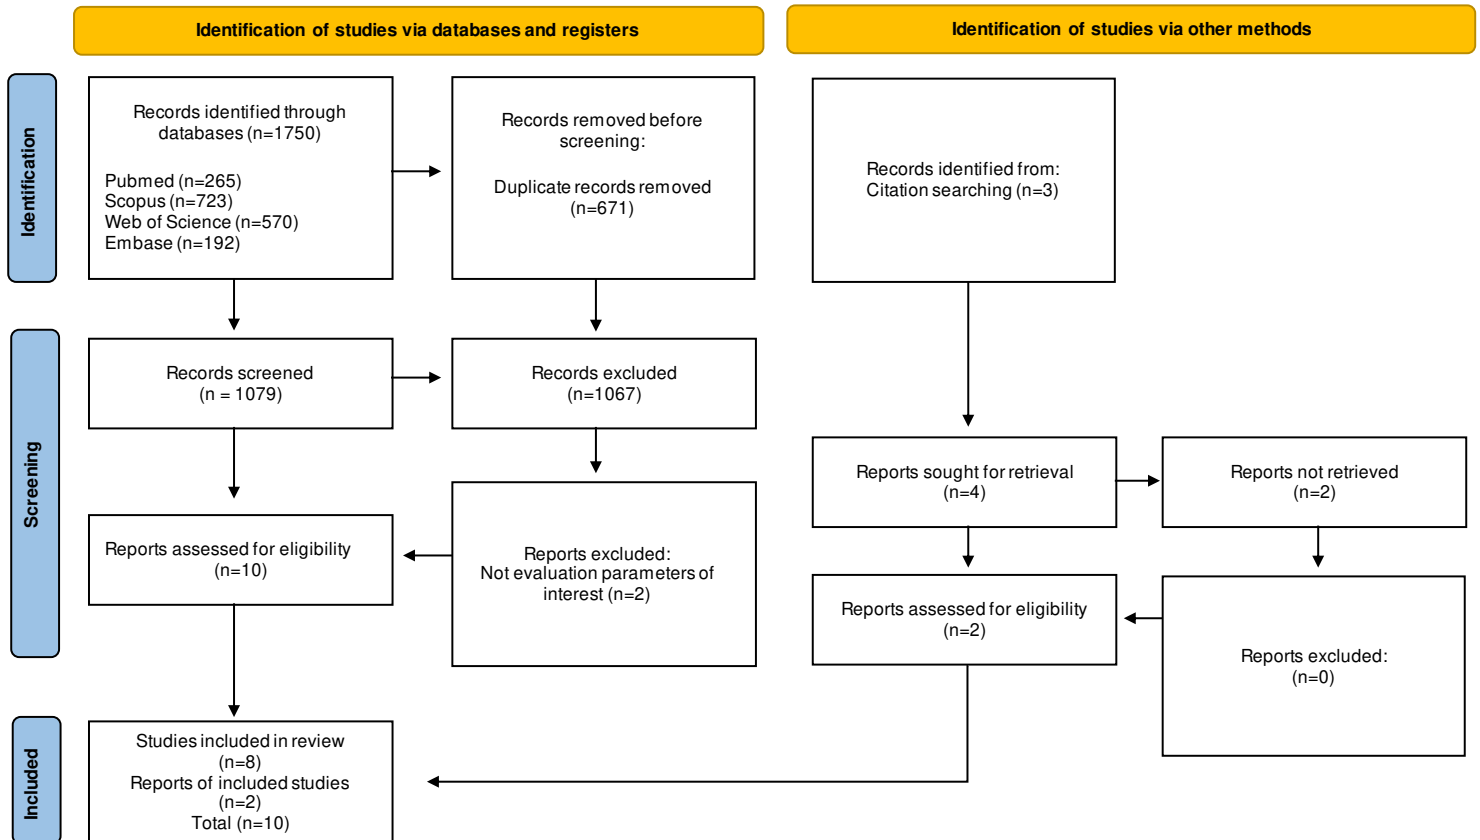 Identification of studies via databases and registers
Identification of studies via other methods
Identification
Records identified through
databases (n=1750)
Pubmed (n=265)
Scopus (n=723)
Web of Science (n=570)
Embase (n=192)
Records removed before
screening:
Duplicate records removed
(n=671)
Records identified from:
Citation searching (n=3)
Screening
Records screened
(n = 1079)
Records excluded
(n=1067)
Reports sought for retrieval
(n=4)
Reports not retrieved
(n=2)
Reports assessed for eligibility
(n=10)
Reports excluded:
Not evaluation parameters of
interest (n=2)
Reports assessed for eligibility
(n=2)
Reports excluded:
(n=0)
Included
Studies included in review
(n=8)
Reports of included studies
(n=2)
Total (n=10)